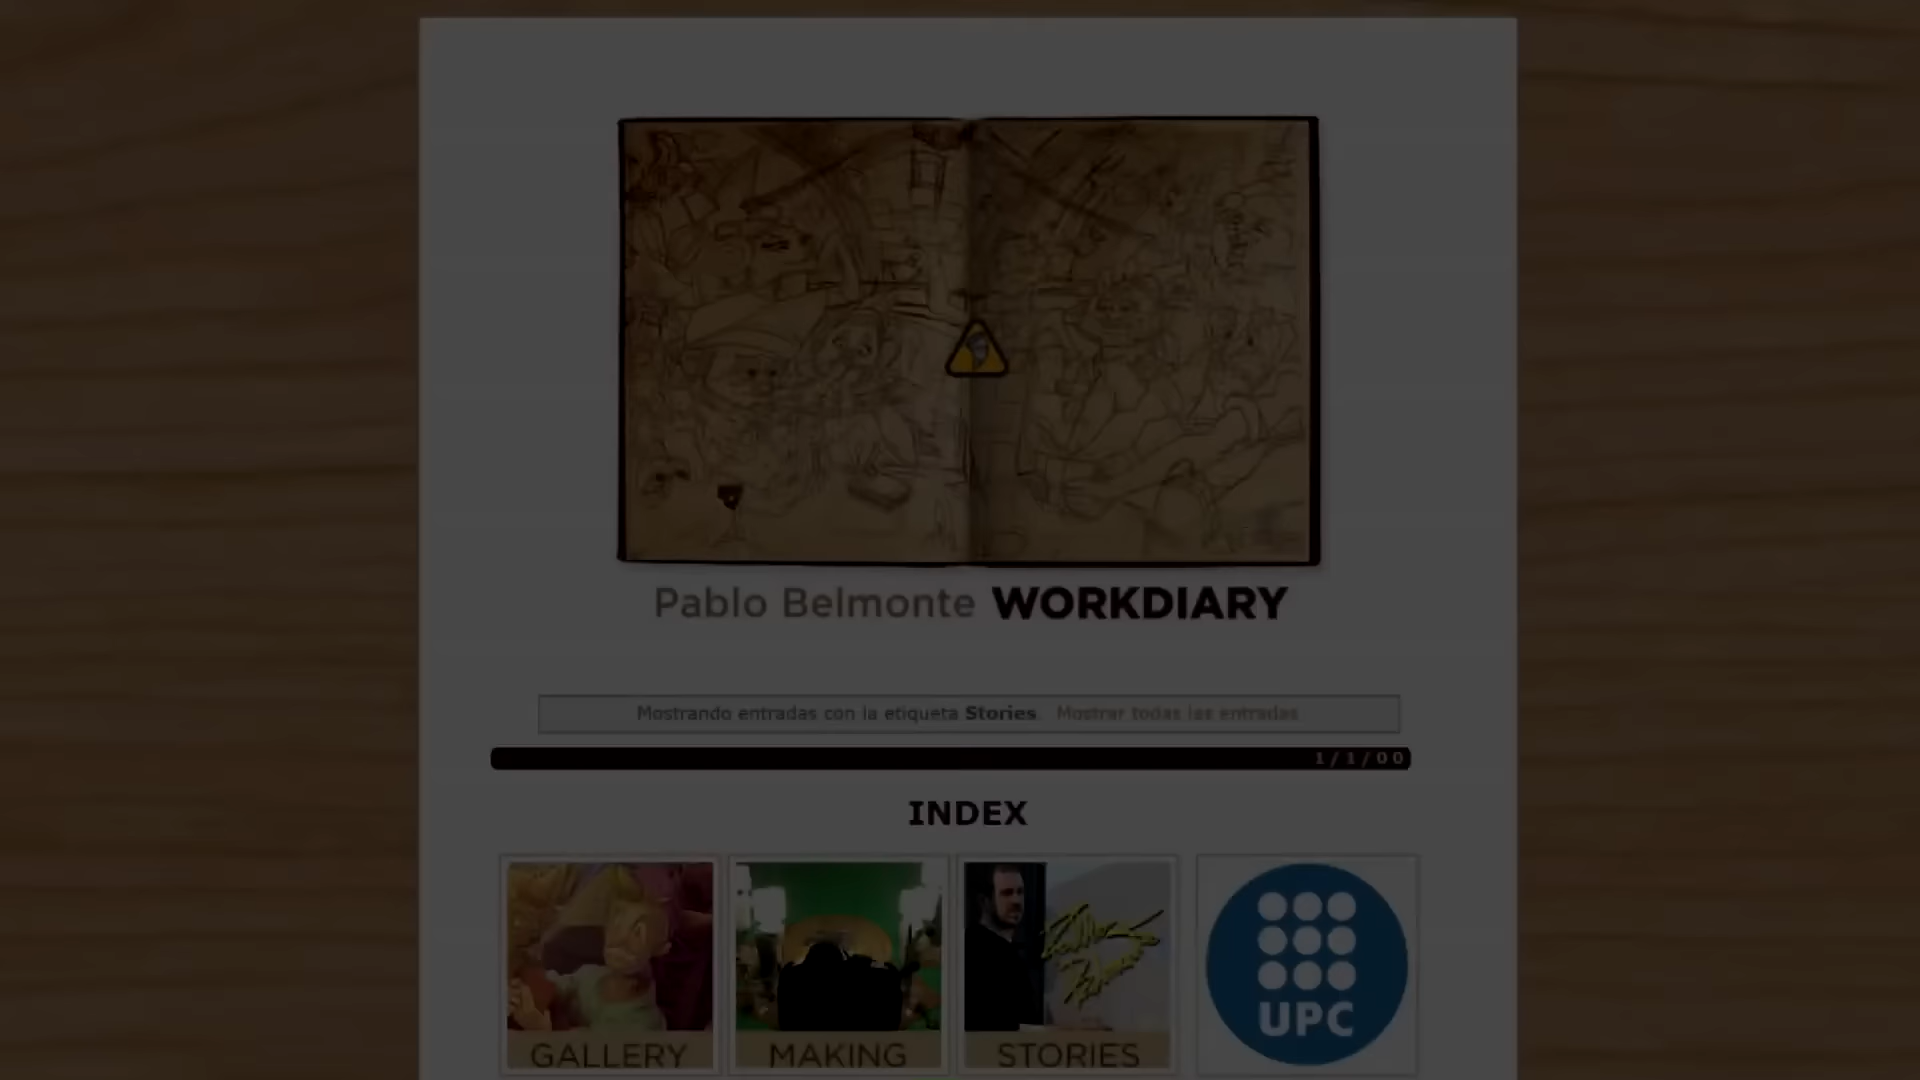 Pablo Belmonte WORKDIARY
Mostrando entradas con la etiqueta Stories. Mostrar todas las entradas
1/1/00
INDEX
GALLERY
MAKING
STORIES
UPC